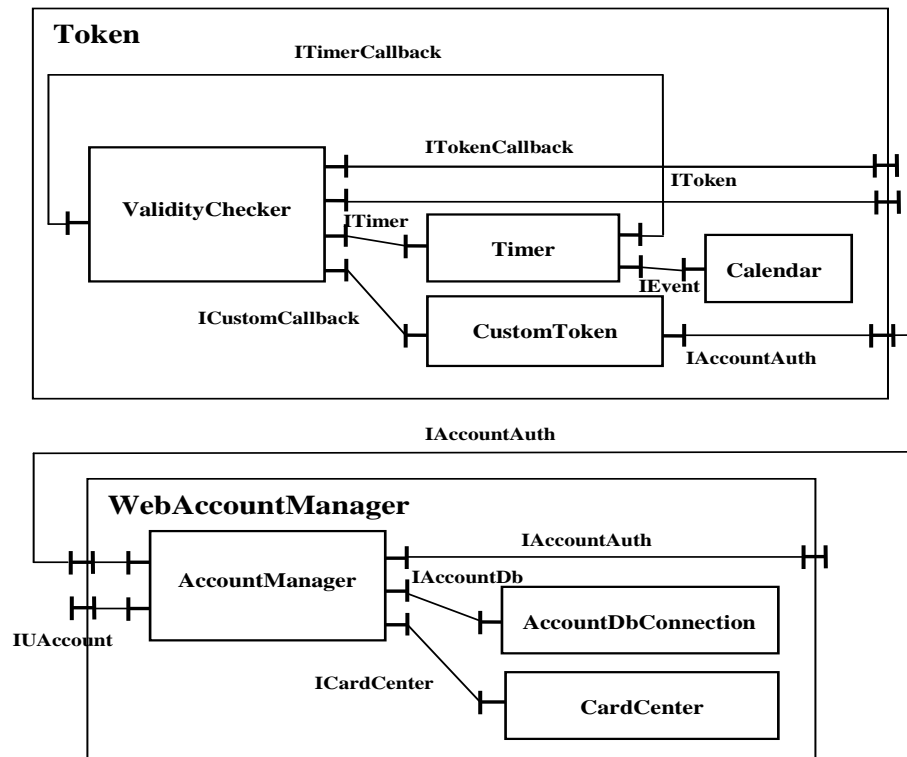 Token
ITimerCallback
ITokenCallback
IToken
ValidityChecker
ITimer
Timer
Calendar
IEvent
ICustomCallback
CustomToken
IAccountAuth
IAccountAuth
WebAccountManager
IAccountAuth
AccountManager
IAccountDb
AccountDbConnection
IUAccount
ICardCenter
CardCenter